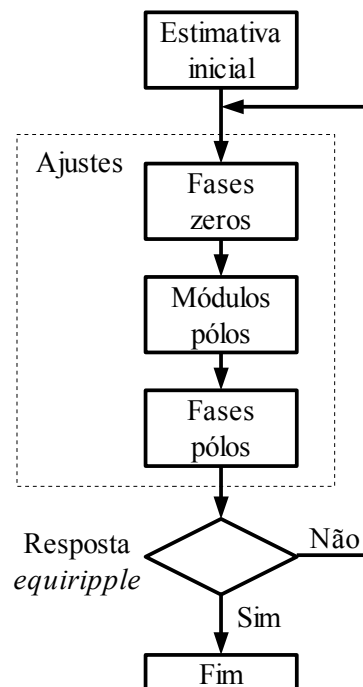 Estimativa
inicial
Ajustes
Fases
zeros
Módulos
pólos
Fases
pólos
Resposta
equiripple
Não
Sim
Fim